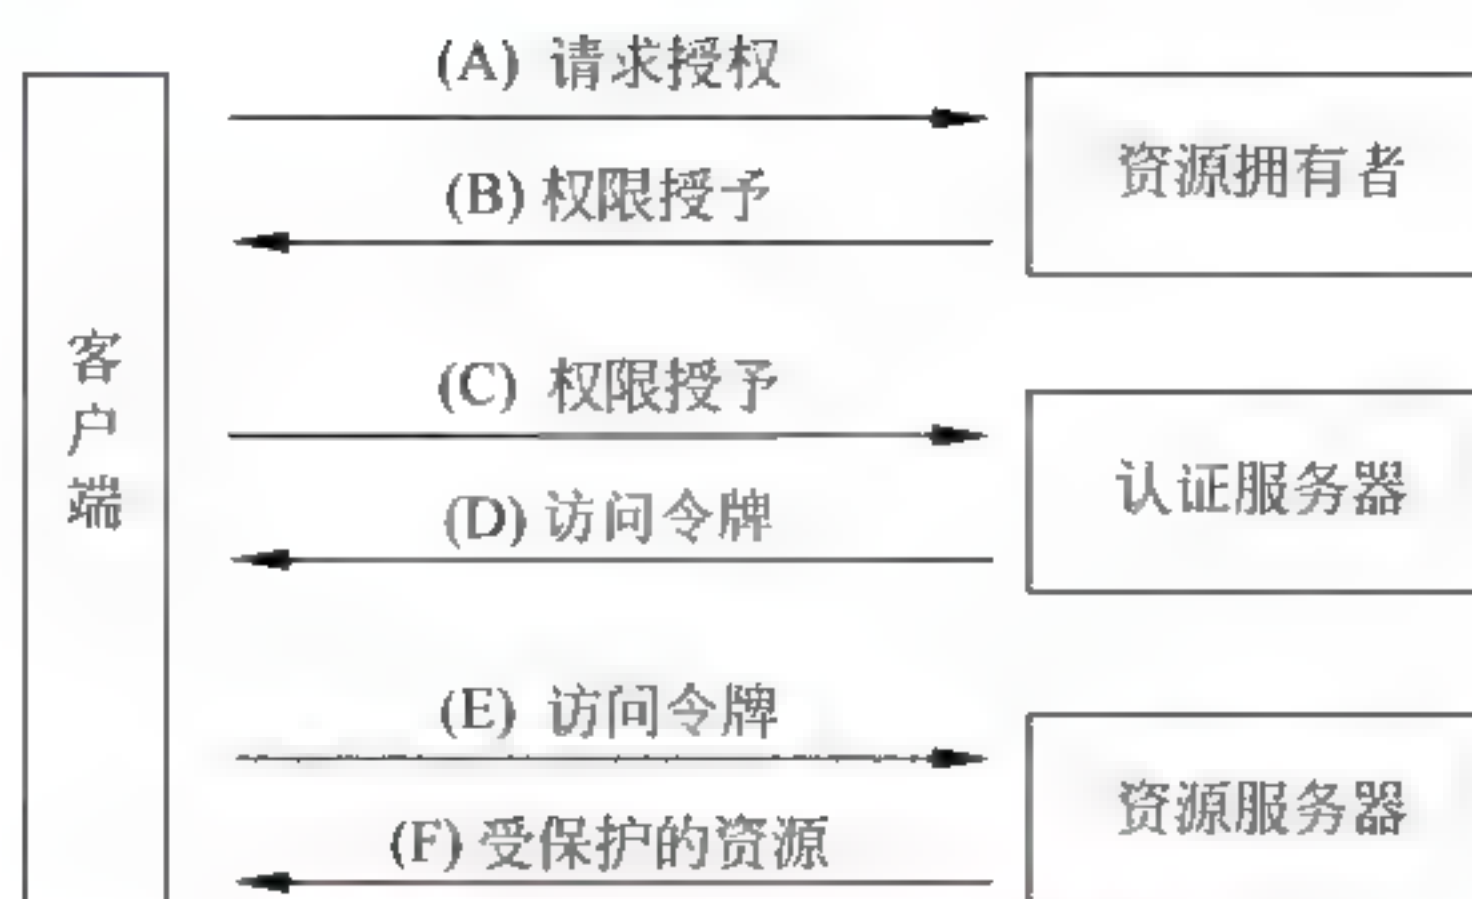 (A) 请求授权
资源拥有者
(B) 权限授予
客户端
(C) 权限授予
认证服务器
(D) 访问令牌
(E) 访问令牌
资源服务器
(F) 受保护的资源